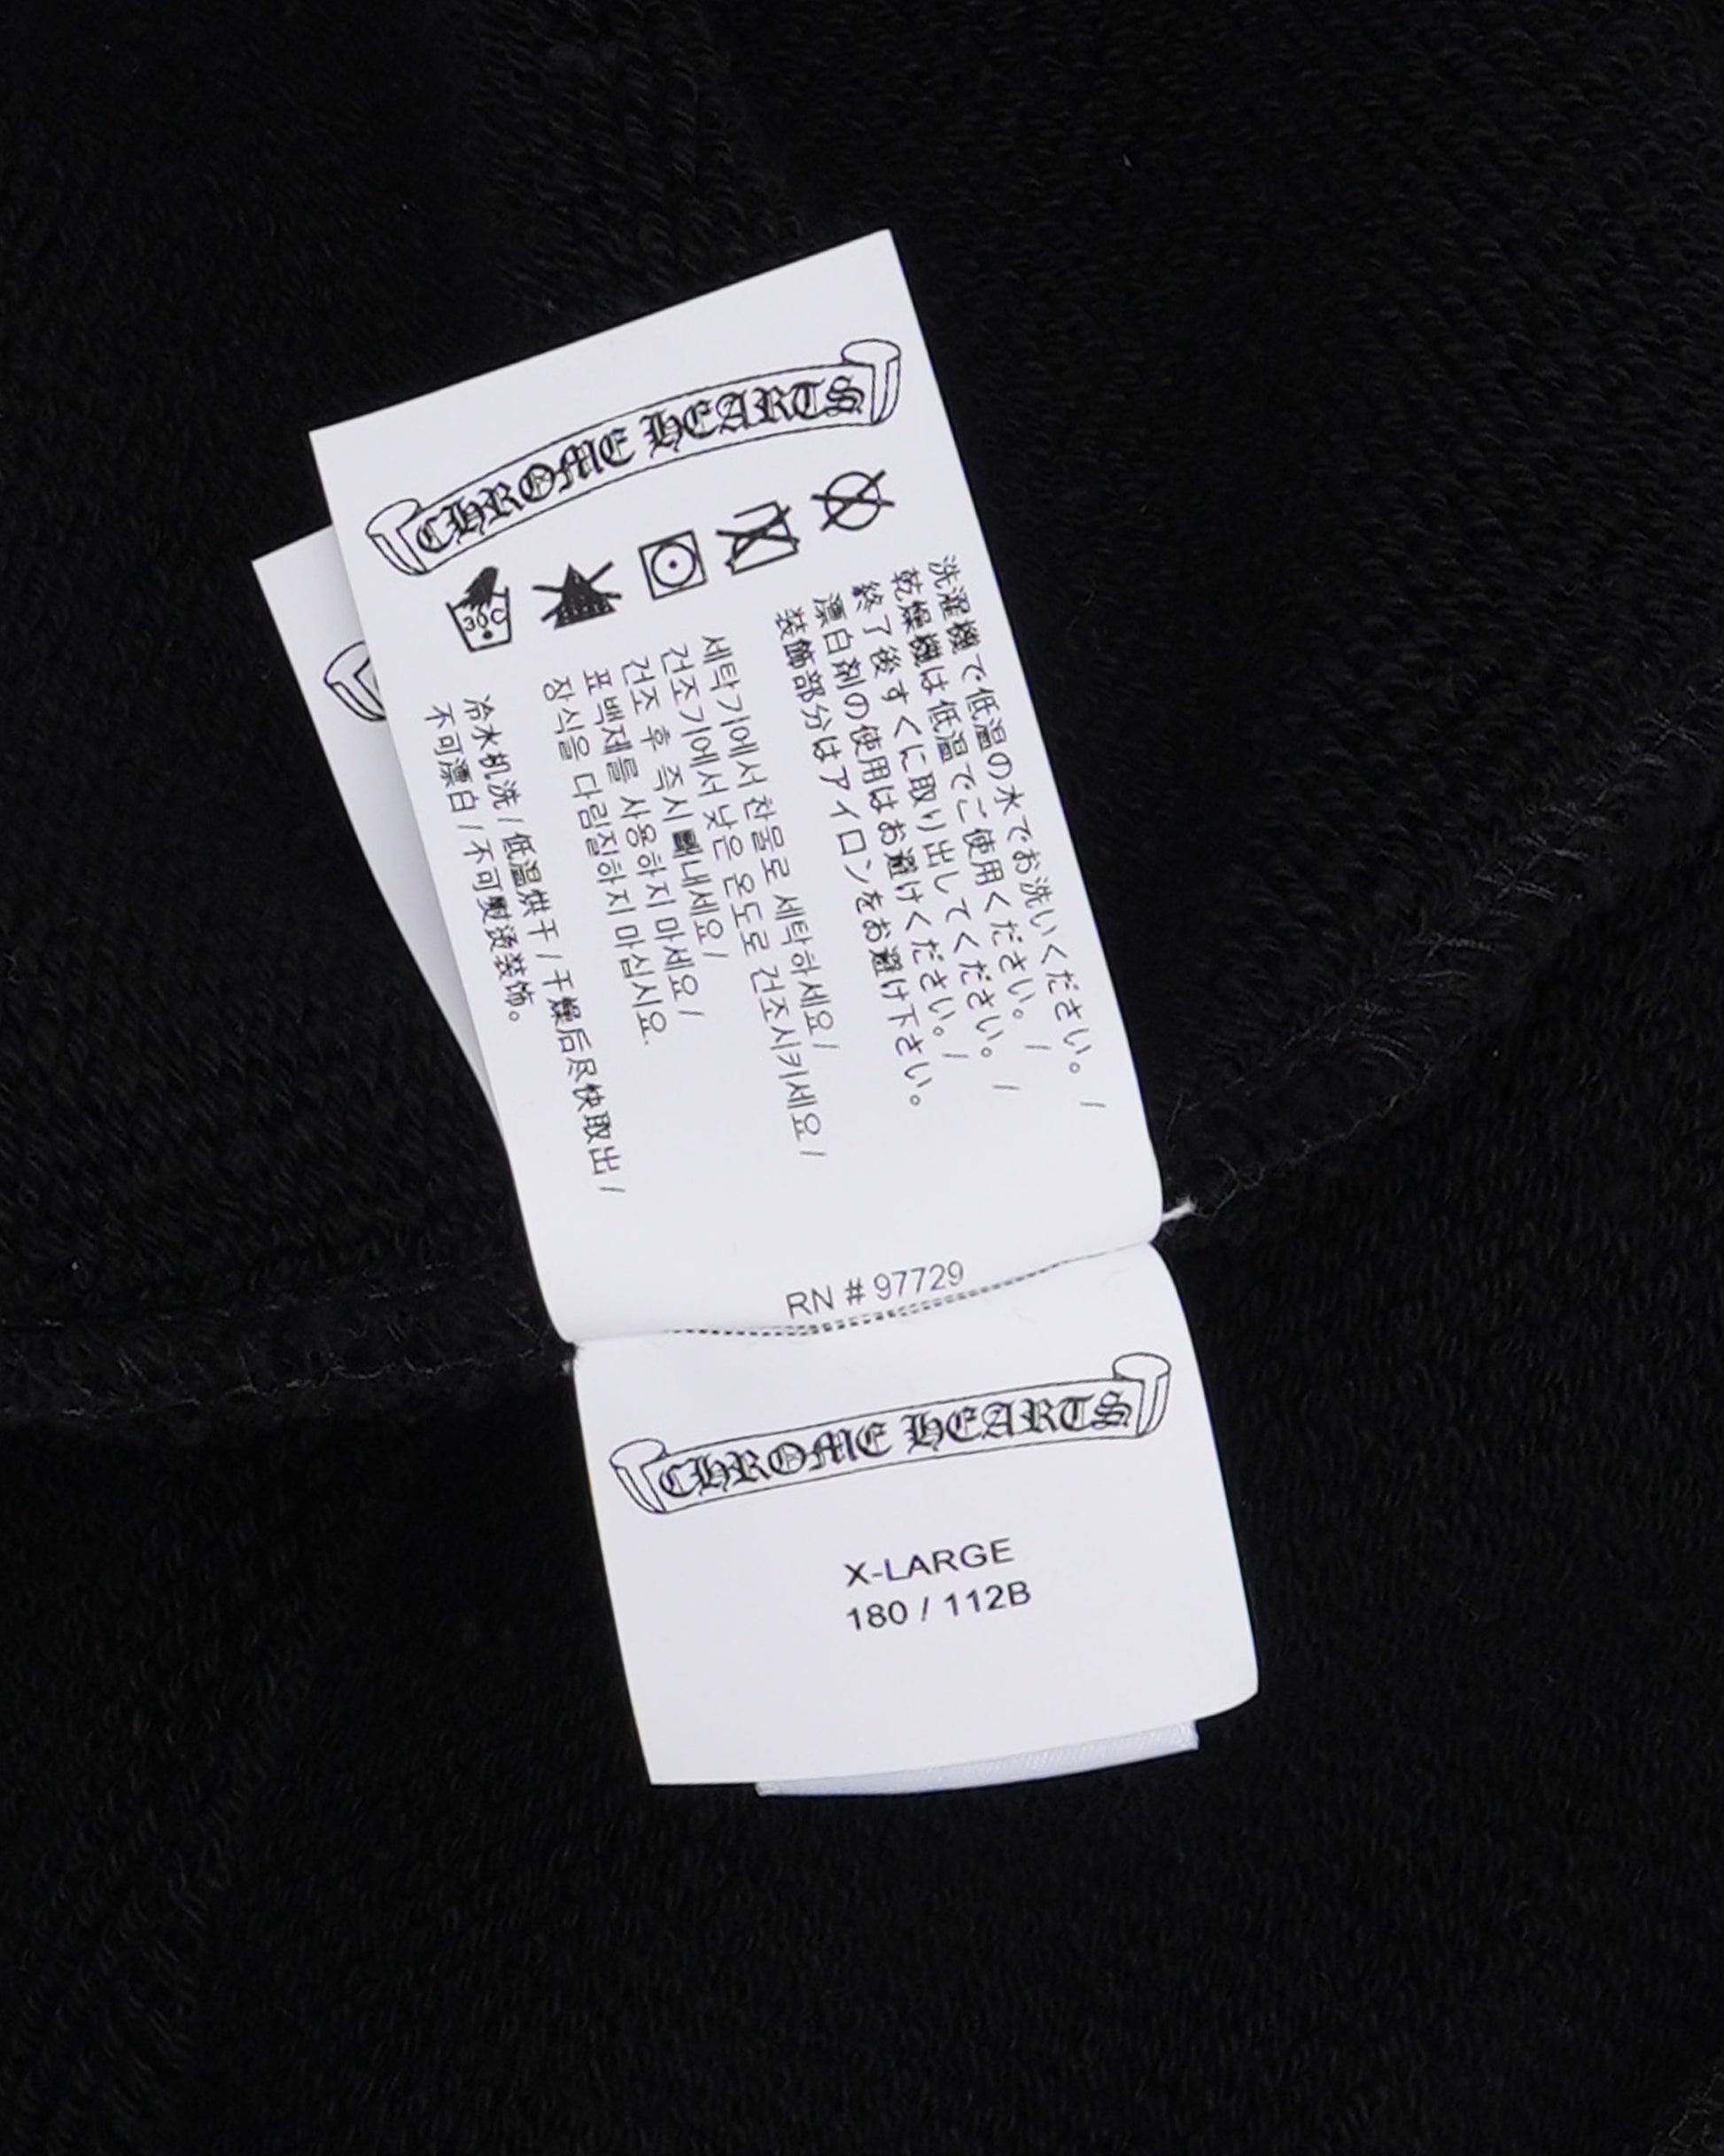 CHROME HEARTS
30C
洗濯機で低温の水でお洗いください。 /
乾燥機は低温でご使用ください。 /
終了後すぐに取り出してください。 /
漂白剤の使用はお避けください。 /
装飾部分はアイロンをお避け下さい。
세탁기에서 찬물로 세탁하세요 /
건조기에서 낮은 온도로 건조시키세요 /
건조 후 즉시 빼내세요 /
표백제를 사용하지 마세요 /
장식을 다림질하지 마십시요.
冷水机洗 / 低温烘干 / 干燥后尽快取出 /
不可漂白 / 不可熨烫装饰。
RN # 97729
CHROME HEARTS
X-LARGE
180 / 112B